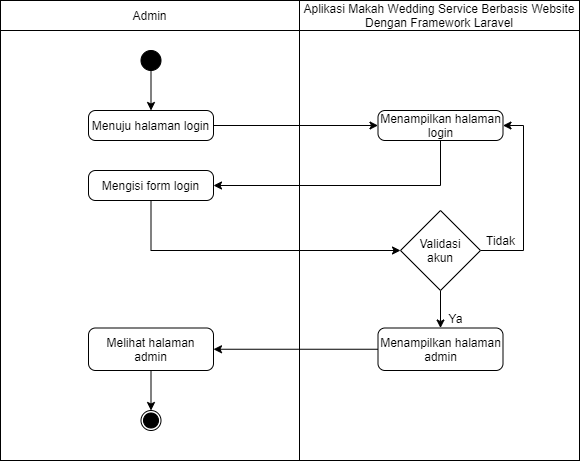 Admin
Aplikasi Makah Wedding Service Berbasis Website
Dengan Framework Laravel
Menuju halaman login
Menampilkan halaman
login
Mengisi form login
Validasi
akun
Tidak
Ya
Melihat halaman
admin
Menampilkan halaman
admin